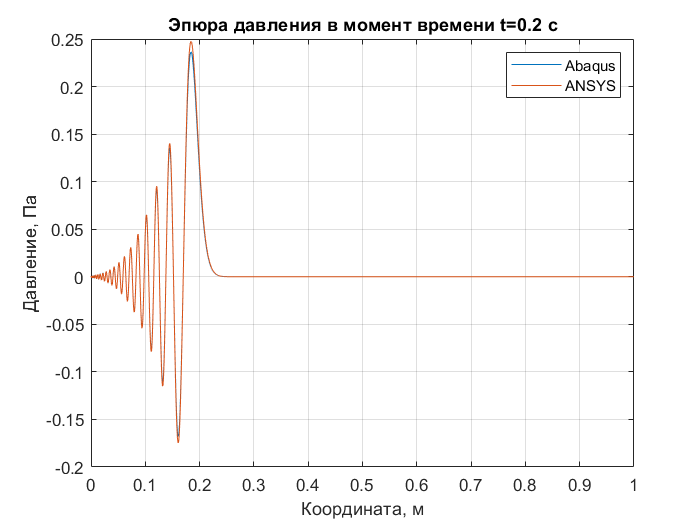 Эпюра давления в момент времени t=0.2 с
Abaqus
ANSYS
0.25
0.2
0.15
0.1
0.05
0
-0.05
-0.1
-0.15
-0.2
Давление, Па
0 0.1 0.2 0.3 0.4 0.5 0.6 0.7 0.8 0.9 1
Координата, м